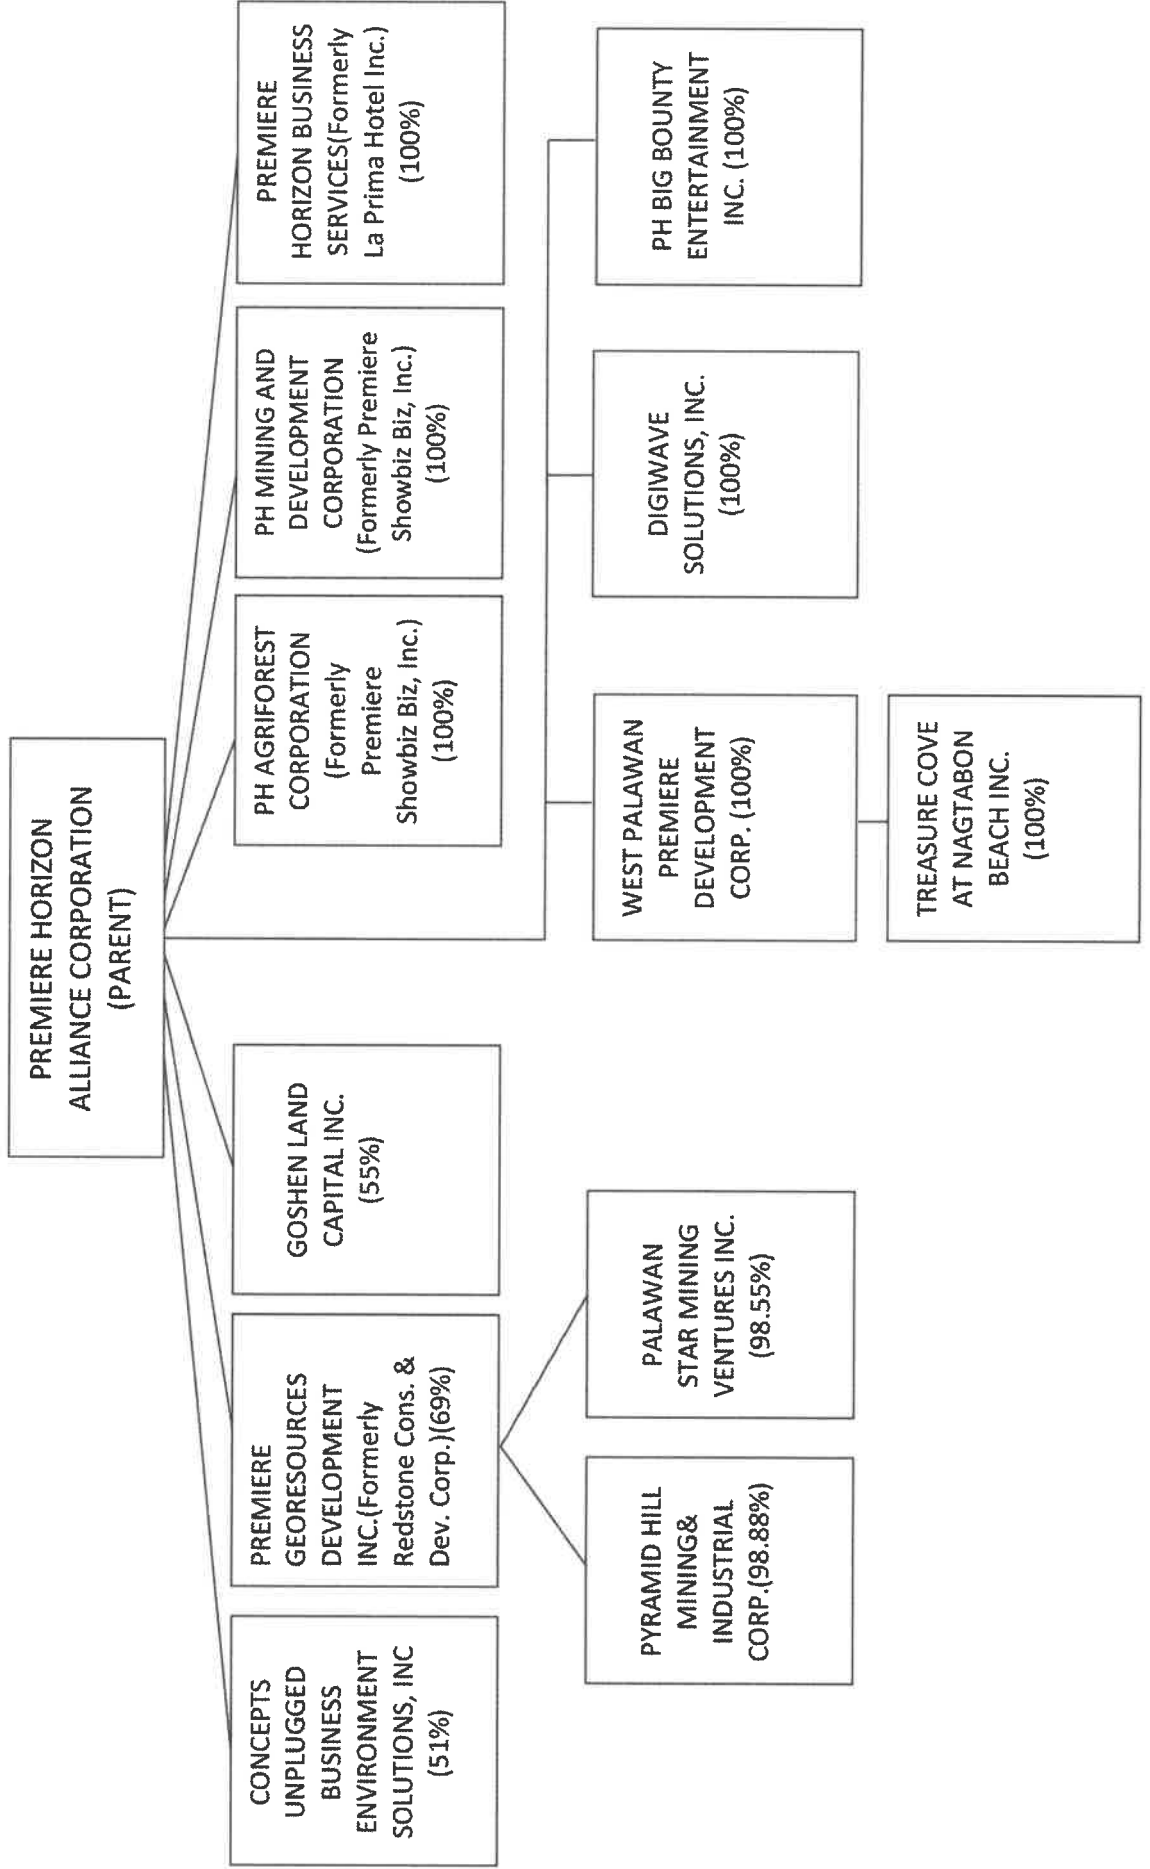 PREMIERE HORIZON
ALLIANCE CORPORATION
(PARENT)
CONCEPTS
UNPLUGGED
BUSINESS
ENVIRONMENT
SOLUTIONS, INC
(51%)
PREMIERE
GEORESOURCES
DEVELOPMENT
INC.(Formerly
Redstone Cons. &
Dev. Corp.)(69%)
GOSHEN LAND
CAPITAL INC.
(55%)
PH AGRIFOREST
CORPORATION
(Formerly
Premiere
Showbiz Biz, Inc.)
(100%)
PH MINING AND
DEVELOPMENT
CORPORATION
(Formerly Premiere
Showbiz Biz, Inc.)
(100%)
PREMIERE
HORIZON BUSINESS
SERVICES(Formerly
La Prima Hotel Inc.)
(100%)
PYRAMID HILL
MINING&
INDUSTRIAL
CORP.(98.88%)
PALAWAN
STAR MINING
VENTURES INC.
(98.55%)
WEST PALAWAN
PREMIERE
DEVELOPMENT
CORP. (100%)
DIGIWAVE
SOLUTIONS, INC.
(100%)
PH BIG BOUNTY
ENTERTAINMENT
INC. (100%)
TREASURE COVE
AT NAGTABON
BEACH INC.
(100%)